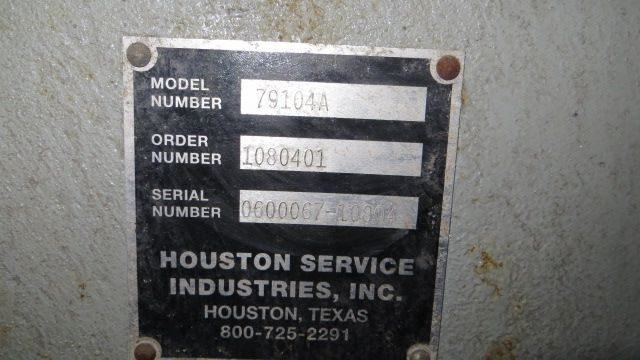 MODEL
NUMBER 79104A
ORDER
NUMBER 1080401
SERIAL
NUMBER
HOUSTON SERVICE
INDUSTRIES, INC.
HOUSTON, TEXAS
800-725-2291